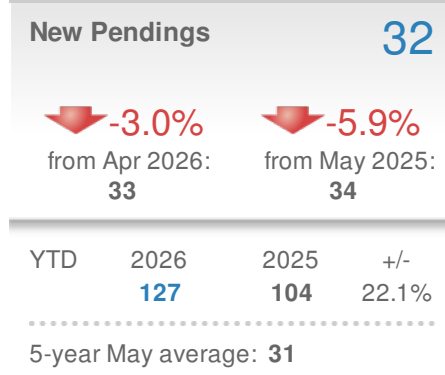 New Pendings 32
-3.0% -5.9%
from Apr 2026: from May 2025:
33 34
YTD 2026 2025 +/-
127 104 22.1%
5-year May average: 31